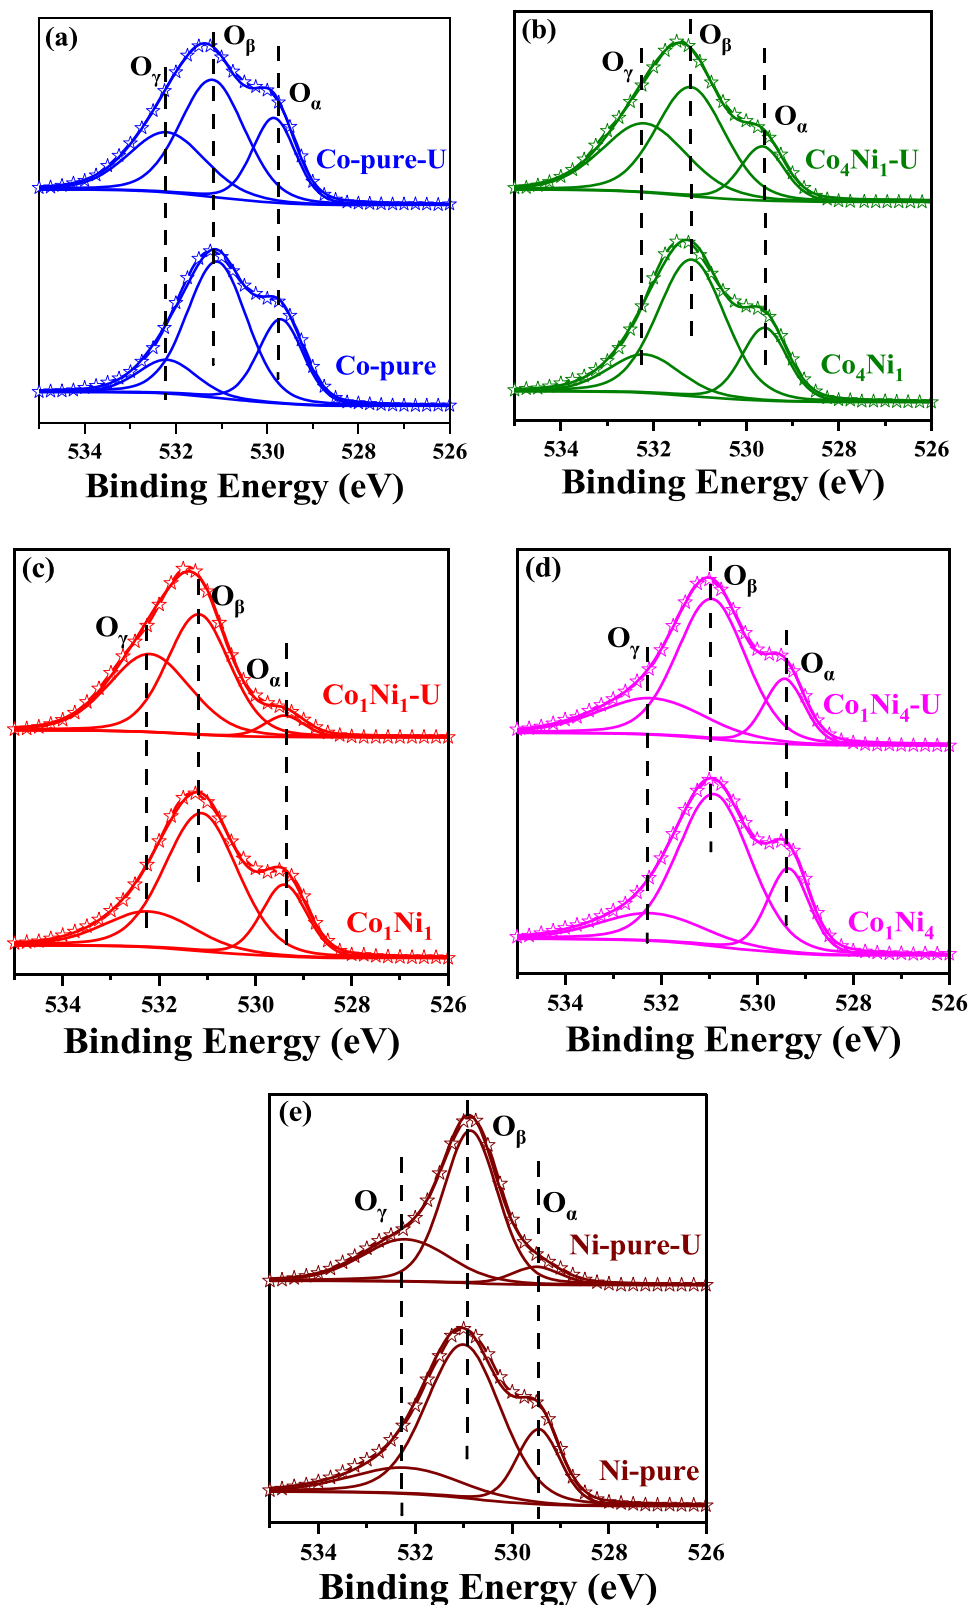 (a)
Oγ
Oβ
Oα
Co-pure-U
Co-pure
534 532 530 528 526
Binding Energy (eV)
(b)
Oγ
Oβ
Oα
Co₄Ni₁-U
Co₄Ni₁
534 532 530 528 526
Binding Energy (eV)
(c)
Oγ
Oβ
Oα
Co₁Ni₁-U
Co₁Ni₁
534 532 530 528 526
Binding Energy (eV)
(d)
Oγ
Oβ
Oα
Co₁Ni₄-U
Co₁Ni₄
534 532 530 528 526
Binding Energy (eV)
(e)
Oγ
Oβ
Oα
Ni-pure-U
Ni-pure
534 532 530 528 526
Binding Energy (eV)